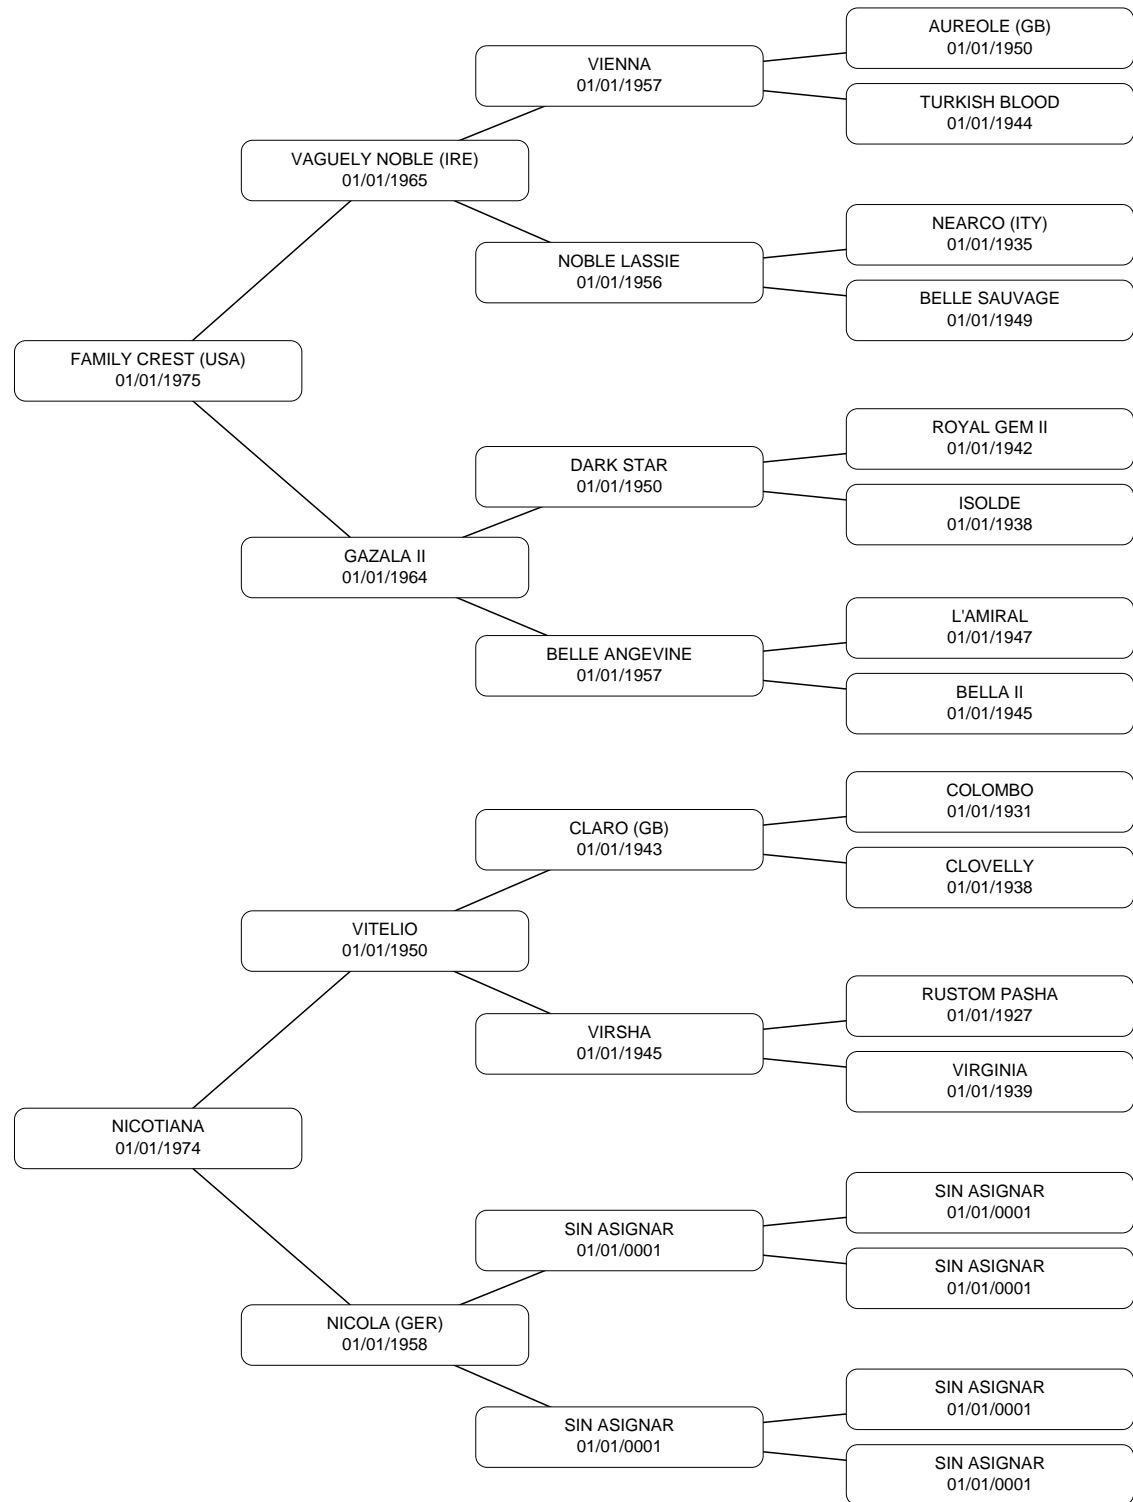 AUREOLE (GB)
01/01/1950
VIENNA
01/01/1957
TURKISH BLOOD
01/01/1944
VAGUELY NOBLE (IRE)
01/01/1965
NEARCO (ITY)
01/01/1935
NOBLE LASSIE
01/01/1956
BELLE SAUVAGE
01/01/1949
FAMILY CREST (USA)
01/01/1975
ROYAL GEM II
01/01/1942
DARK STAR
01/01/1950
ISOLDE
01/01/1938
GAZALA II
01/01/1964
L'AMIRAL
01/01/1947
BELLE ANGEVINE
01/01/1957
BELLA II
01/01/1945
COLOMBO
01/01/1931
CLARO (GB)
01/01/1943
CLOVELLY
01/01/1938
VITELIO
01/01/1950
RUSTOM PASHA
01/01/1927
VIRSHA
01/01/1945
VIRGINIA
01/01/1939
NICOTIANA
01/01/1974
SIN ASIGNAR
01/01/0001
SIN ASIGNAR
01/01/0001
SIN ASIGNAR
01/01/0001
NICOLA (GER)
01/01/1958
SIN ASIGNAR
01/01/0001
SIN ASIGNAR
01/01/0001
SIN ASIGNAR
01/01/0001